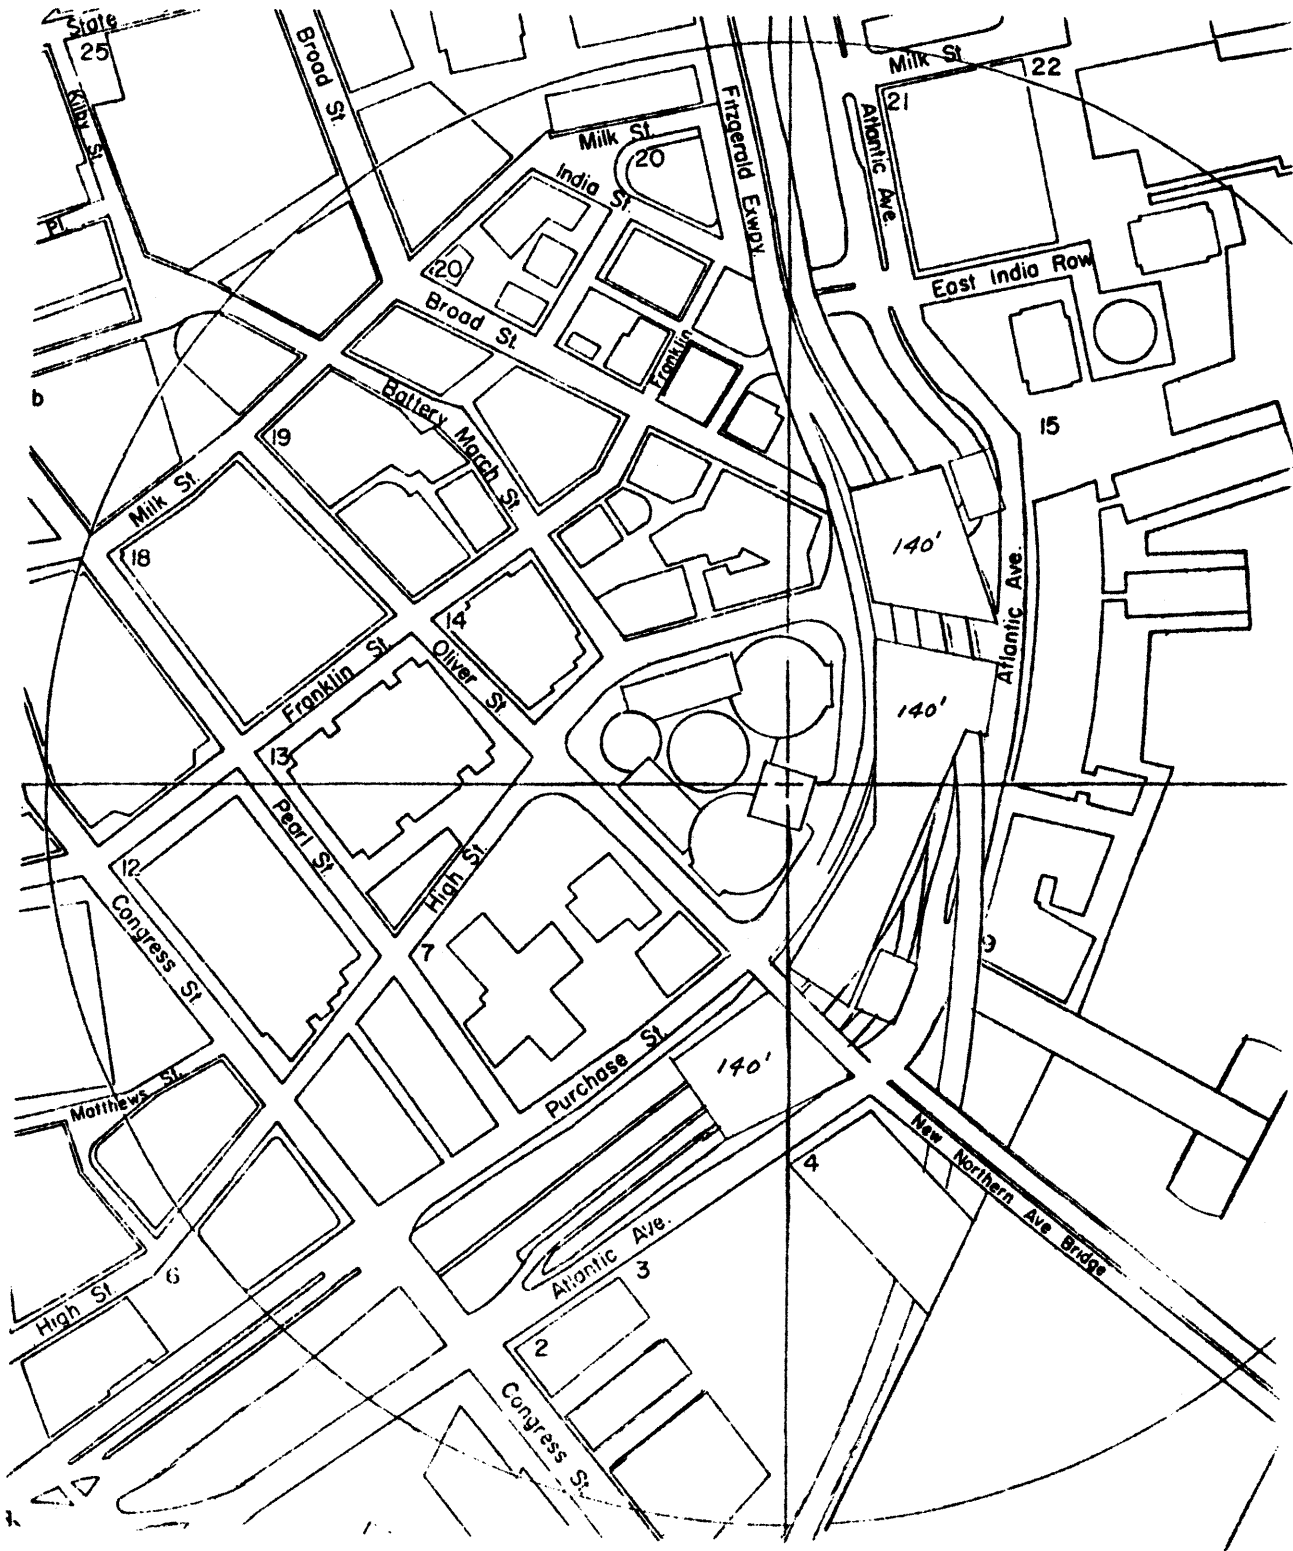 State
25
Kilby St.
Broad St.
Milk St
22
21
Fitzgerald Exwpy.
Atlantic Ave.
Milk St.
20
India St.
Pl.
20
East India Row
Broad St.
Franklin
b
Battery March St.
19
15
Milk St.
18
140'
Atlantic Ave.
14
Oliver St.
Franklin St.
140'
13
Pearl St.
12
High St.
Congress St.
7
9
Purchase St.
140'
Matthews St.
New Northern Ave Bridge
4
Atlantic Ave.
3
6
High St.
2
Congress St.